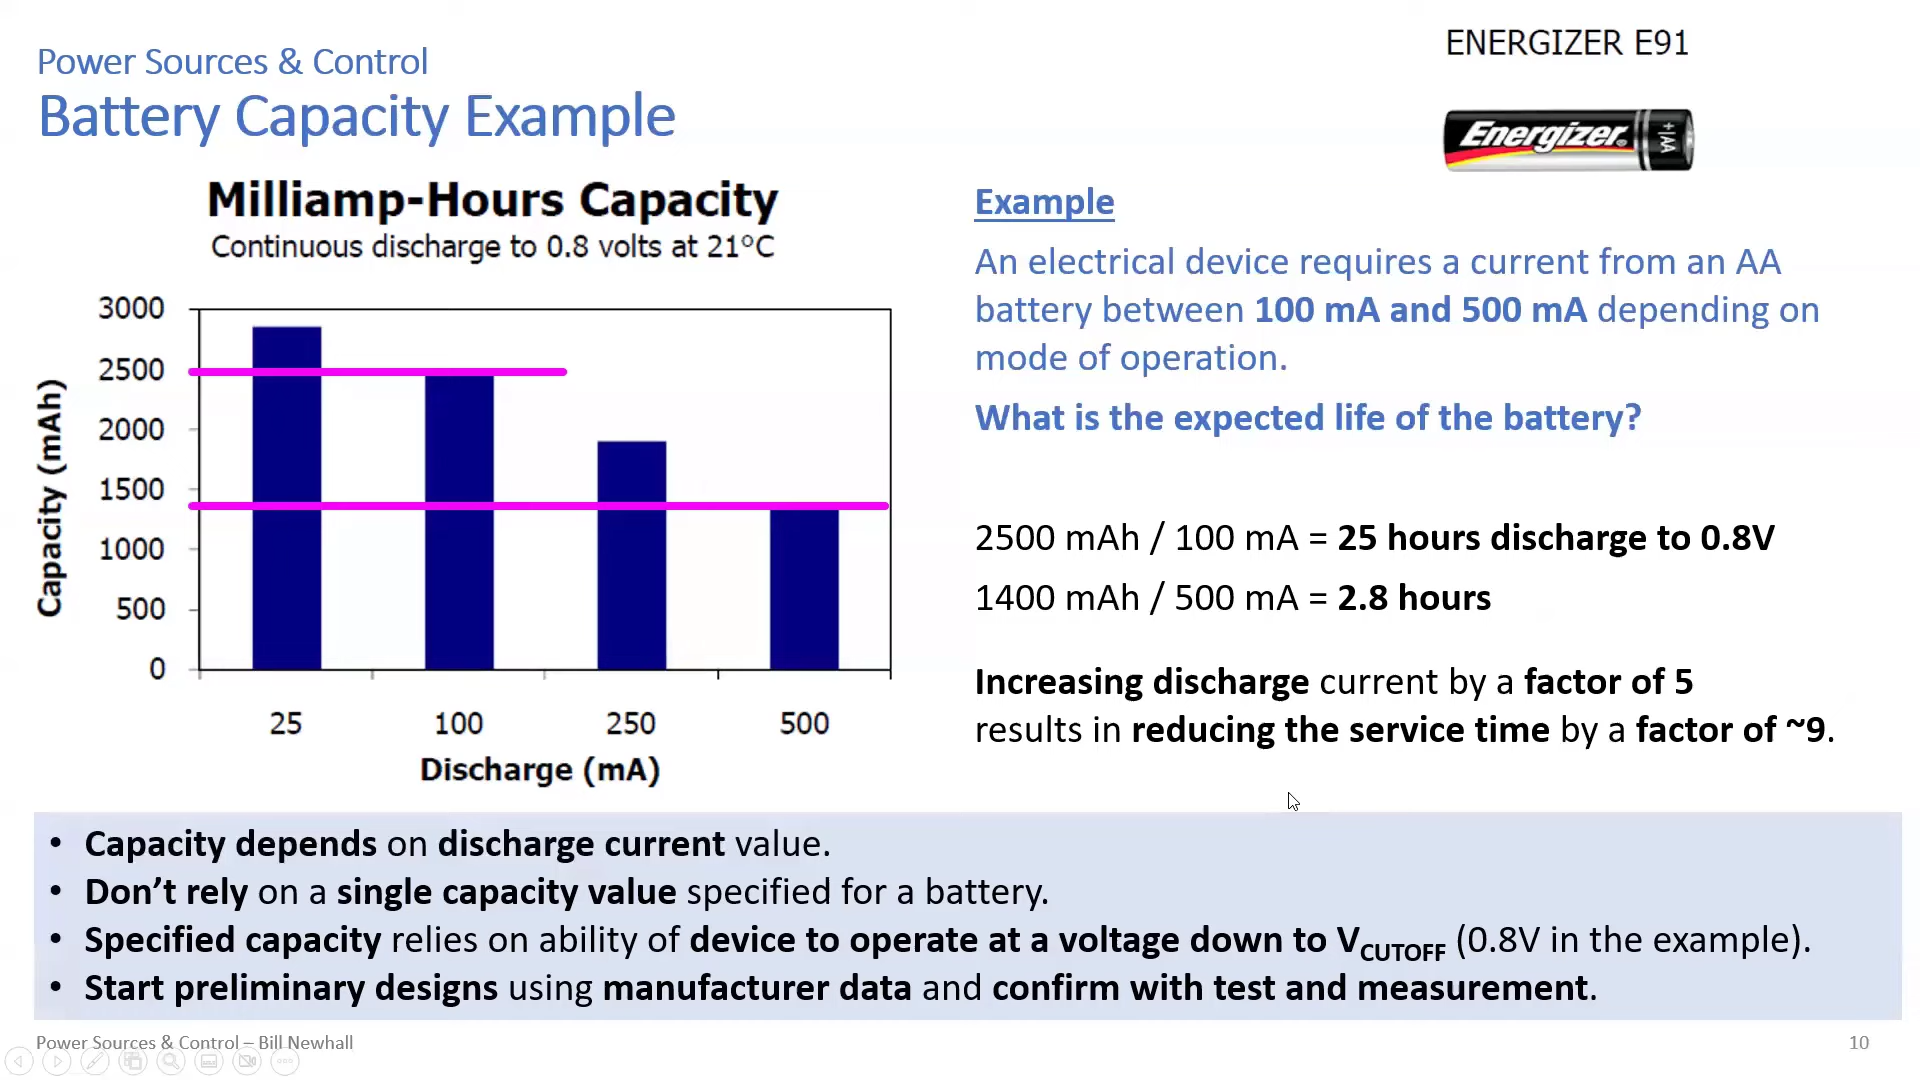 Power Sources & Control
Battery Capacity Example
ENERGIZER E91
Energizer
+|AA
Milliamp-Hours Capacity
Continuous discharge to 0.8 volts at 21°C
Capacity (mAh)
3000
2500
2000
1500
1000
500
0
25 100 250 500
Discharge (mA)
Example
An electrical device requires a current from an AA
battery between 100 mA and 500 mA depending on
mode of operation.
What is the expected life of the battery?
2500 mAh / 100 mA = 25 hours discharge to 0.8V
1400 mAh / 500 mA = 2.8 hours
Increasing discharge current by a factor of 5
results in reducing the service time by a factor of ~9.
• Capacity depends on discharge current value.
• Don’t rely on a single capacity value specified for a battery.
• Specified capacity relies on ability of device to operate at a voltage down to VCUTOFF (0.8V in the example).
• Start preliminary designs using manufacturer data and confirm with test and measurement.
Power Sources & Control – Bill Newhall
10